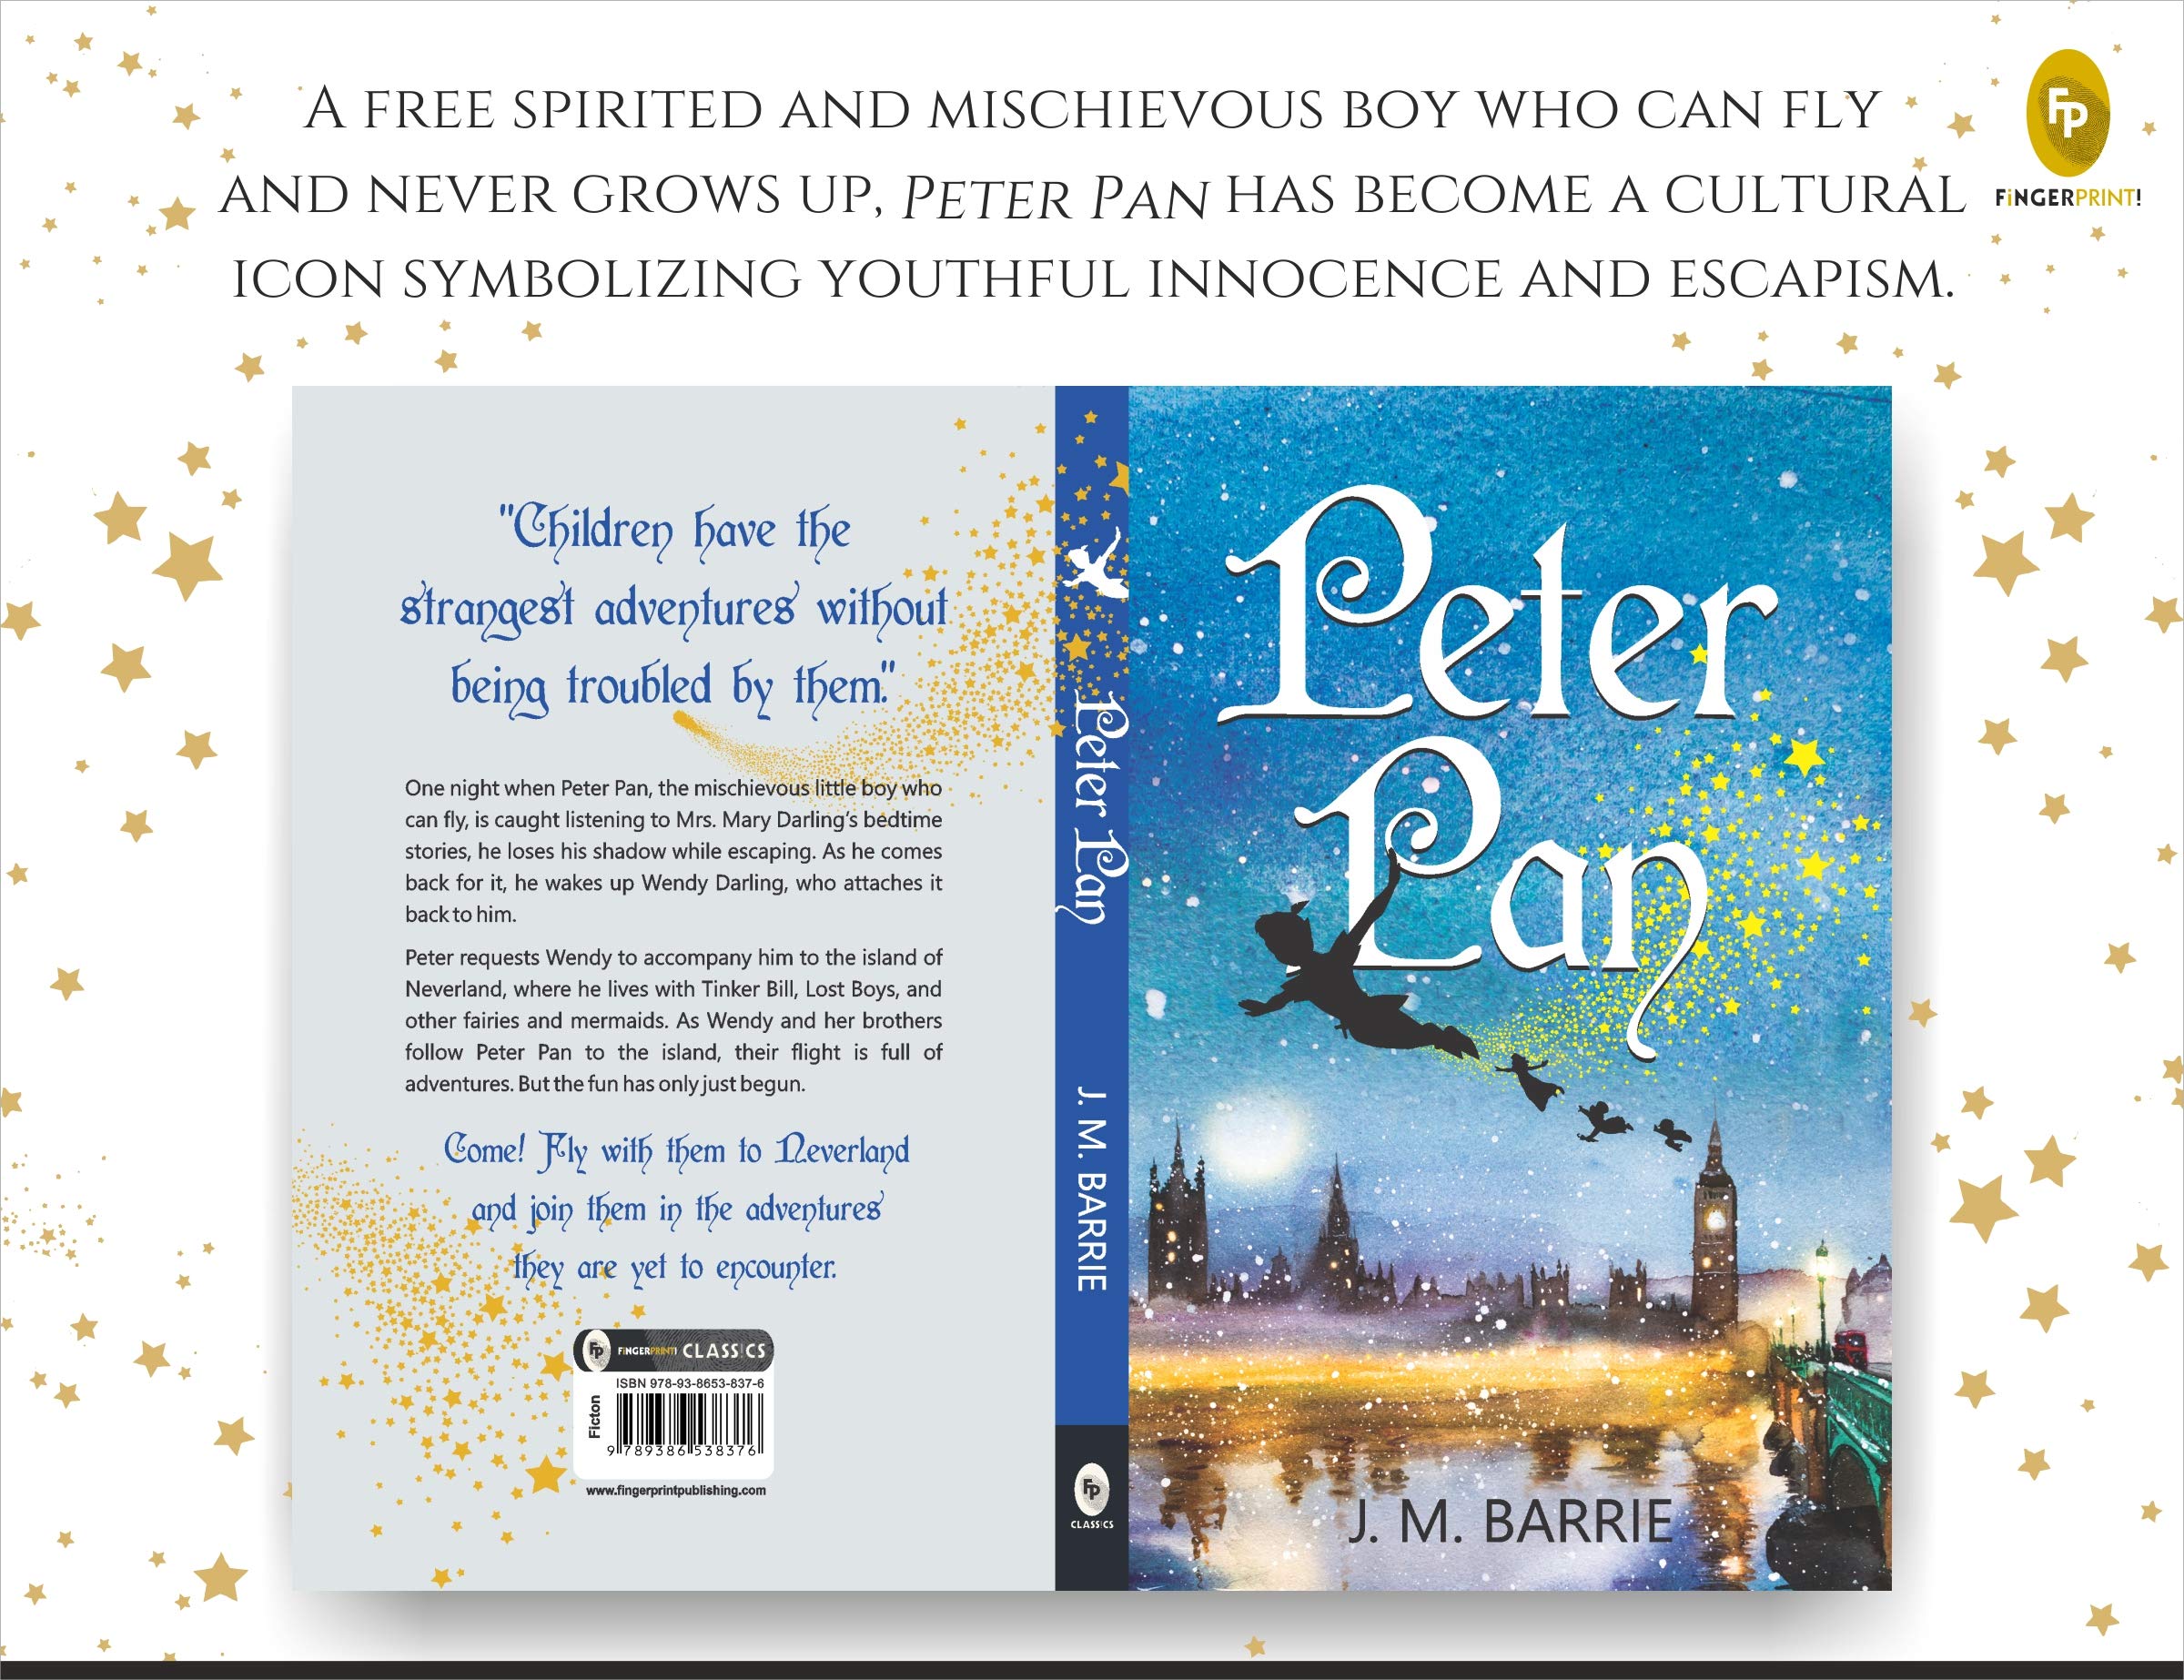 A FREE SPIRITED AND MISCHIEVOUS BOY WHO CAN FLY
AND NEVER GROWS UP, PETER PAN HAS BECOME A CULTURAL
ICON SYMBOLIZING YOUTHFUL INNOCENCE AND ESCAPISM.
FP
FiNGERPRINT!
"Children have the
strangest adventures without
being troubled by them."
One night when Peter Pan, the mischievous little boy who
can fly, is caught listening to Mrs. Mary Darling's bedtime
stories, he loses his shadow while escaping. As he comes
back for it, he wakes up Wendy Darling, who attaches it
back to him.
Peter requests Wendy to accompany him to the island of
Neverland, where he lives with Tinker Bill, Lost Boys, and
other fairies and mermaids. As Wendy and her brothers
follow Peter Pan to the island, their flight is full of
adventures. But the fun has only just begun.
Come! Fly with them to Neverland
and join them in the adventures
they are yet to encounter.
FP FiNGERPRINT! CLASSICS
ISBN 978-93-8653-837-6
Ficton
9 789386 538376
www.fingerprintpublishing.com
Peter Pan
J. M. BARRIE
FP
CLASSICS
Peter
Pan
J. M. BARRIE